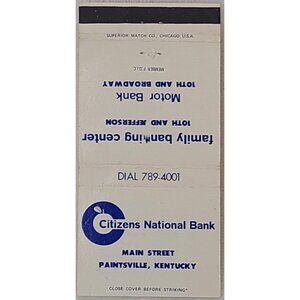 SUPERIOR MATCH CO., CHICAGO, U.S.A.
family banking center
10TH AND JEFFERSON
Motor Bank
10TH AND BROADWAY
MEMBER F.D.I.C.
DIAL 789-4001
Citizens National Bank
MAIN STREET
PAINTSVILLE, KENTUCKY
CLOSE COVER BEFORE STRIKING